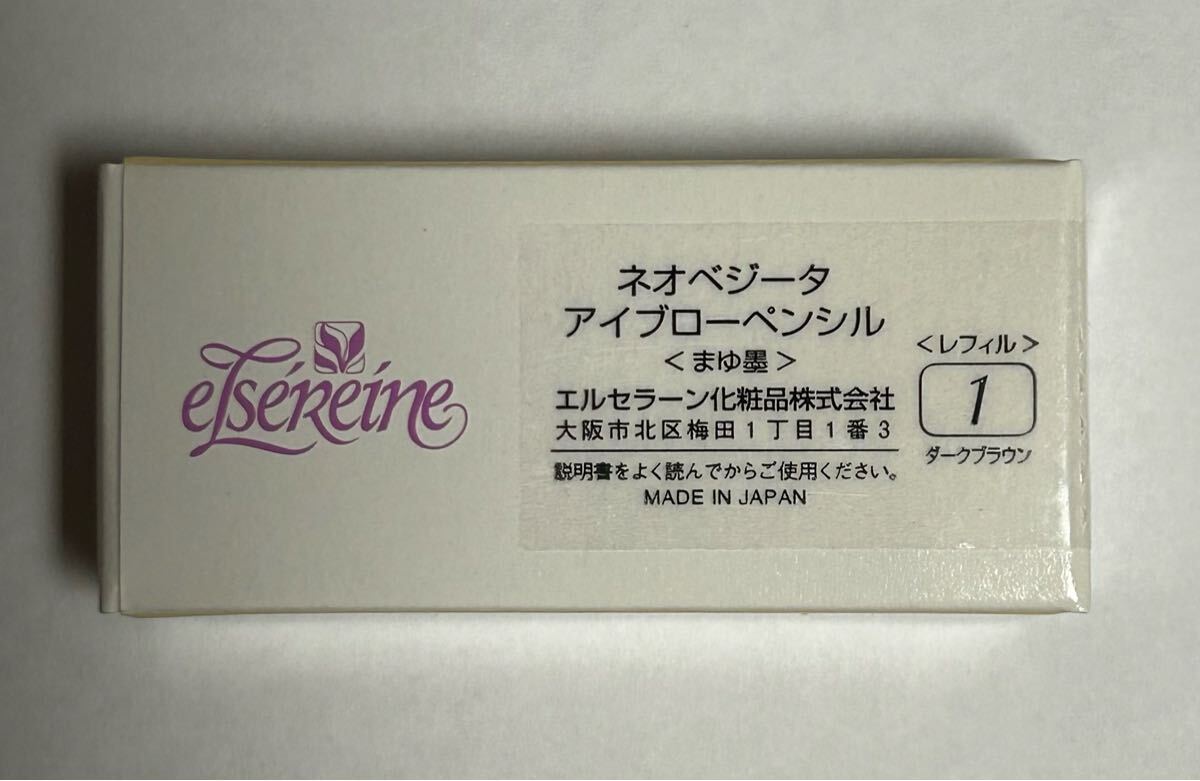 elséReine
ネオベジータ
アイブローペンシル
＜まゆ墨＞
エルセラーン化粧品株式会社
大阪市北区梅田1丁目1番3
説明書をよく読んでからご使用ください。
MADE IN JAPAN
＜レフィル＞
1
ダークブラウン